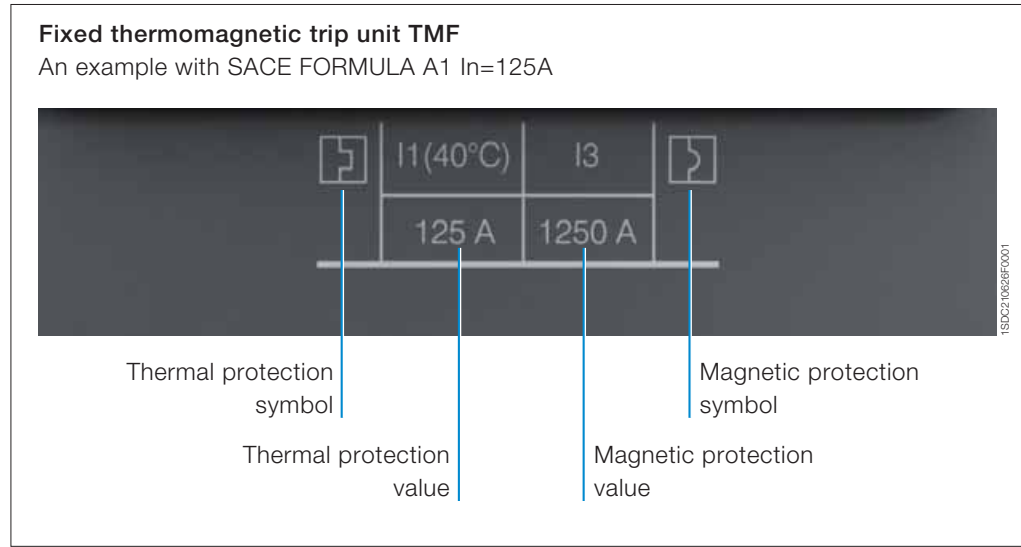 Fixed thermomagnetic trip unit TMF
An example with SACE FORMULA A1 In=125A
I1(40°C) I3
125 A 1250 A
1SDC210626F0001
Thermal protection
symbol
Magnetic protection
symbol
Thermal protection
value
Magnetic protection
value